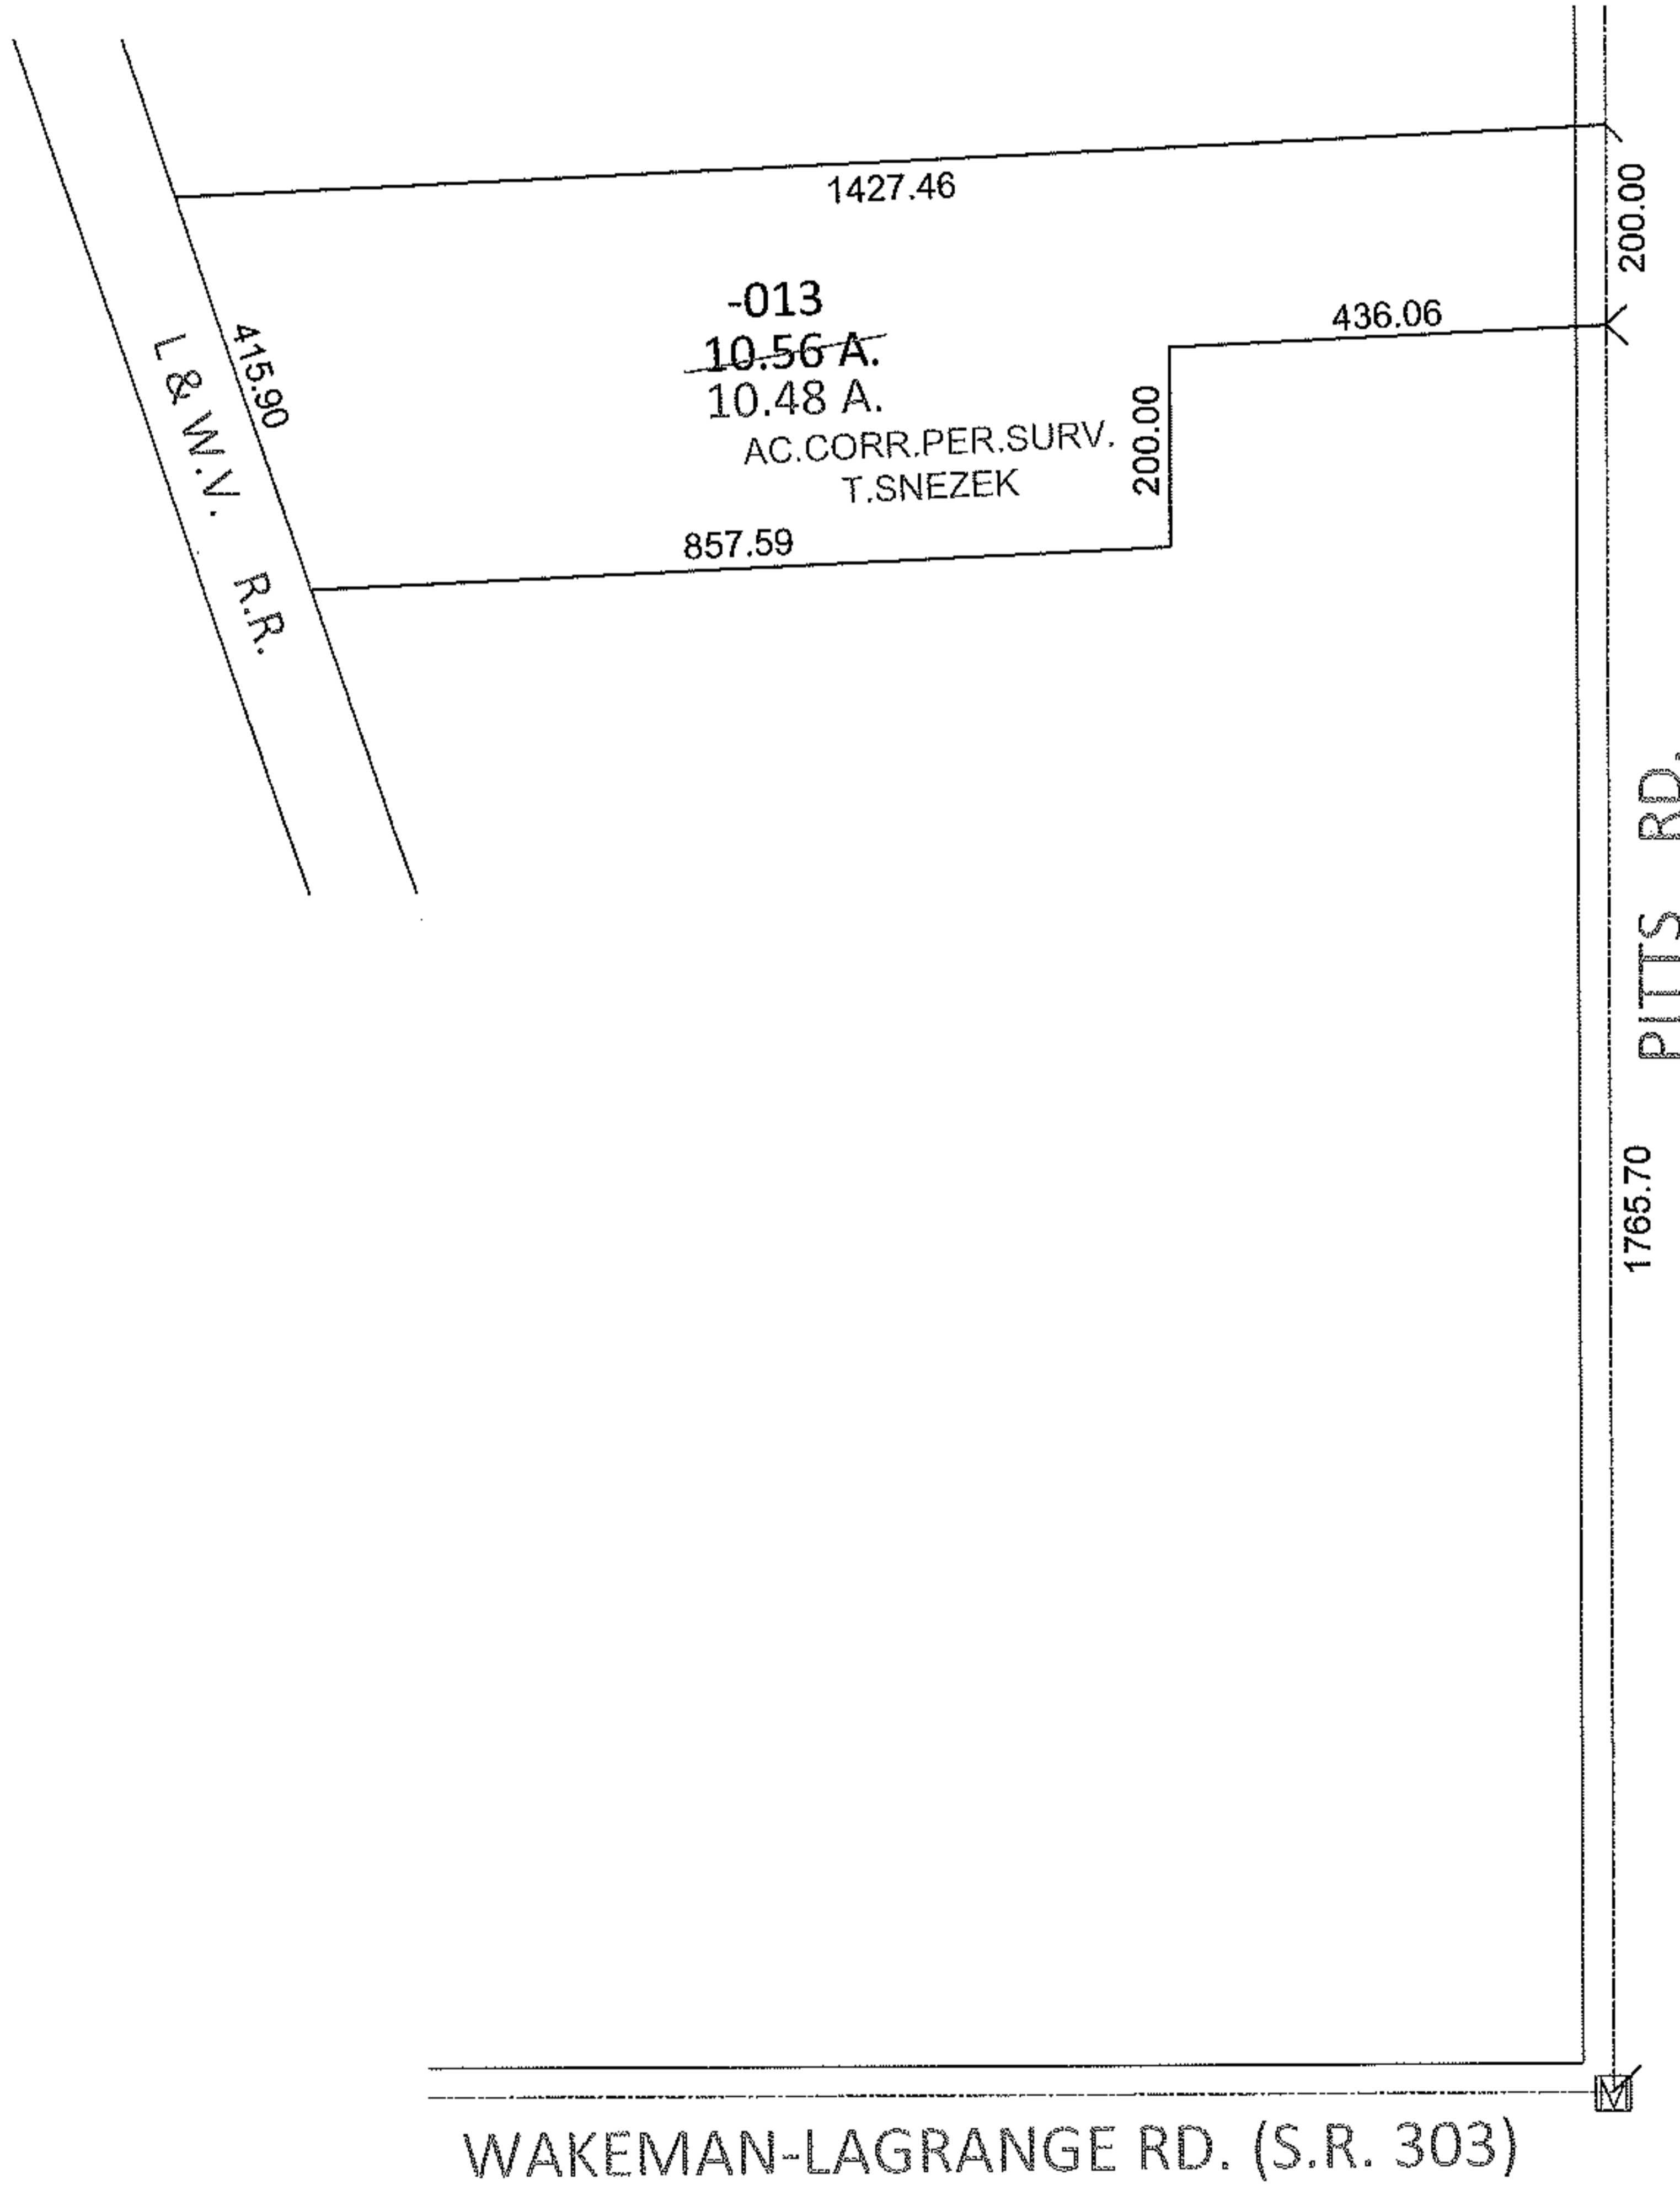 1427.46
200.00
-013
10.56 A.
10.48 A.
AC.CORR.PER.SURV.
T.SNEZEK
436.06
200.00
415.90
L & W.V. R.R.
857.59
PITTS RD.
1765.70
M
WAKEMAN-LAGRANGE RD. (S.R. 303)